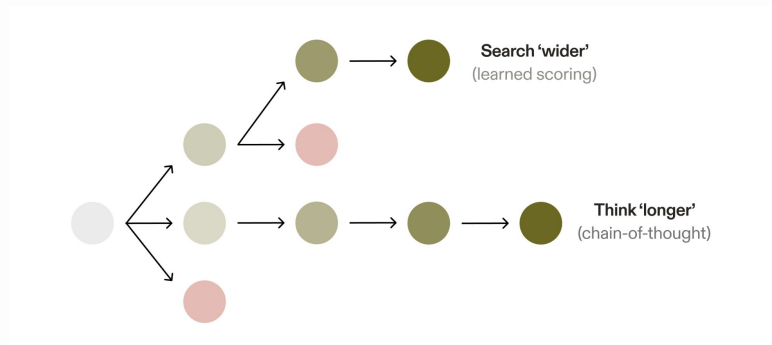 Search ‘wider’
(learned scoring)
Think ‘longer’
(chain-of-thought)